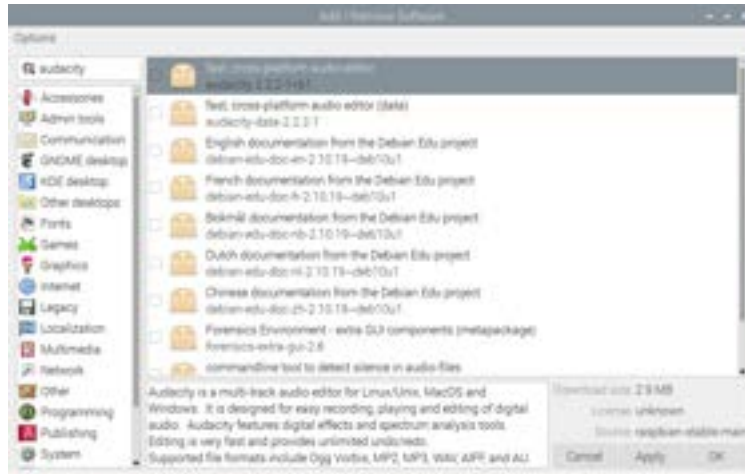 Add / Remove Software
Options
audacity
Accessories
Admin tools
Communication
GNOME desktop
KDE desktop
Other desktops
Fonts
Games
Graphics
Internet
Legacy
Localization
Multimedia
Network
Other
Programming
Publishing
System
fast, cross-platform audio editor
audacity-2.2.2-1+b1
fast, cross-platform audio editor (data)
audacity-data-2.2.2-1
English documentation from the Debian Edu project
debian-edu-doc-en-2.10.19~deb10u1
French documentation from the Debian Edu project
debian-edu-doc-fr-2.10.19~deb10u1
Bokmål documentation from the Debian Edu project
debian-edu-doc-nb-2.10.19~deb10u1
Dutch documentation from the Debian Edu project
debian-edu-doc-nl-2.10.19~deb10u1
Chinese documentation from the Debian Edu project
debian-edu-doc-zh-2.10.19~deb10u1
Forensics Environment - extra GUI components (metapackage)
forensics-extra-gui-2.6
commandline tool to detect silence in audio-files
Audacity is a multi-track audio editor for Linux/Unix, MacOS and
Windows. It is designed for easy recording, playing and editing of digital
audio. Audacity features digital effects and spectrum analysis tools.
Editing is very fast and provides unlimited undo/redo.
Supported file formats include Ogg Vorbis, MP2, MP3, WAV, AIFF, and AU.
Download size 2.9 MB
License unknown
Source raspbian-stable-main
Cancel
Apply
OK